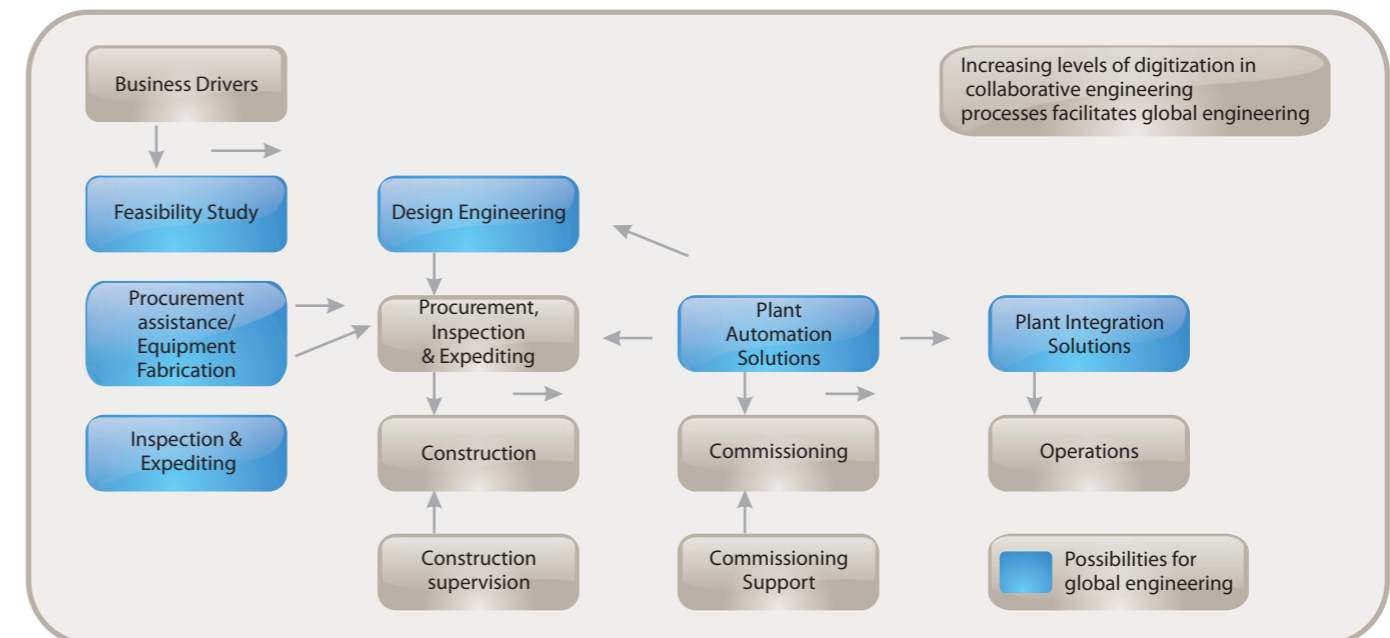 Business Drivers
Increasing levels of digitization in
collaborative engineering
processes facilitates global engineering
Feasibility Study
Design Engineering
Procurement
assistance/
Equipment
Fabrication
Procurement,
Inspection
& Expediting
Plant
Automation
Solutions
Plant Integration
Solutions
Inspection &
Expediting
Construction
Commissioning
Operations
Construction
supervision
Commissioning
Support
Possibilities for
global engineering